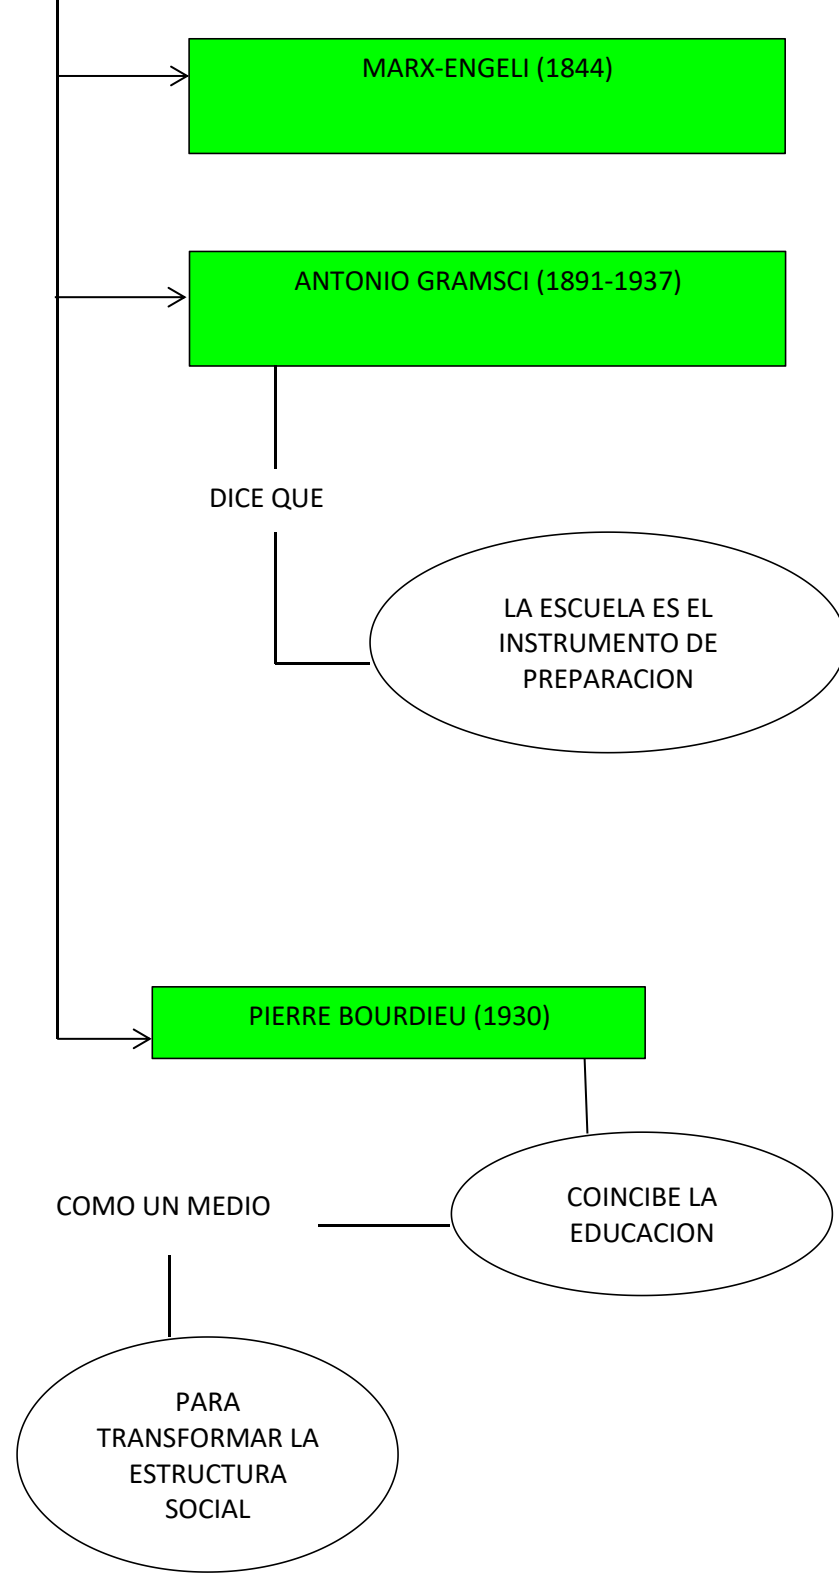 MARX-ENGELI (1844)
ANTONIO GRAMSCI (1891-1937)
DICE QUE
LA ESCUELA ES EL
INSTRUMENTO DE
PREPARACION
PIERRE BOURDIEU (1930)
COINCIBE LA
EDUCACION
COMO UN MEDIO
PARA
TRANSFORMAR LA
ESTRUCTURA
SOCIAL